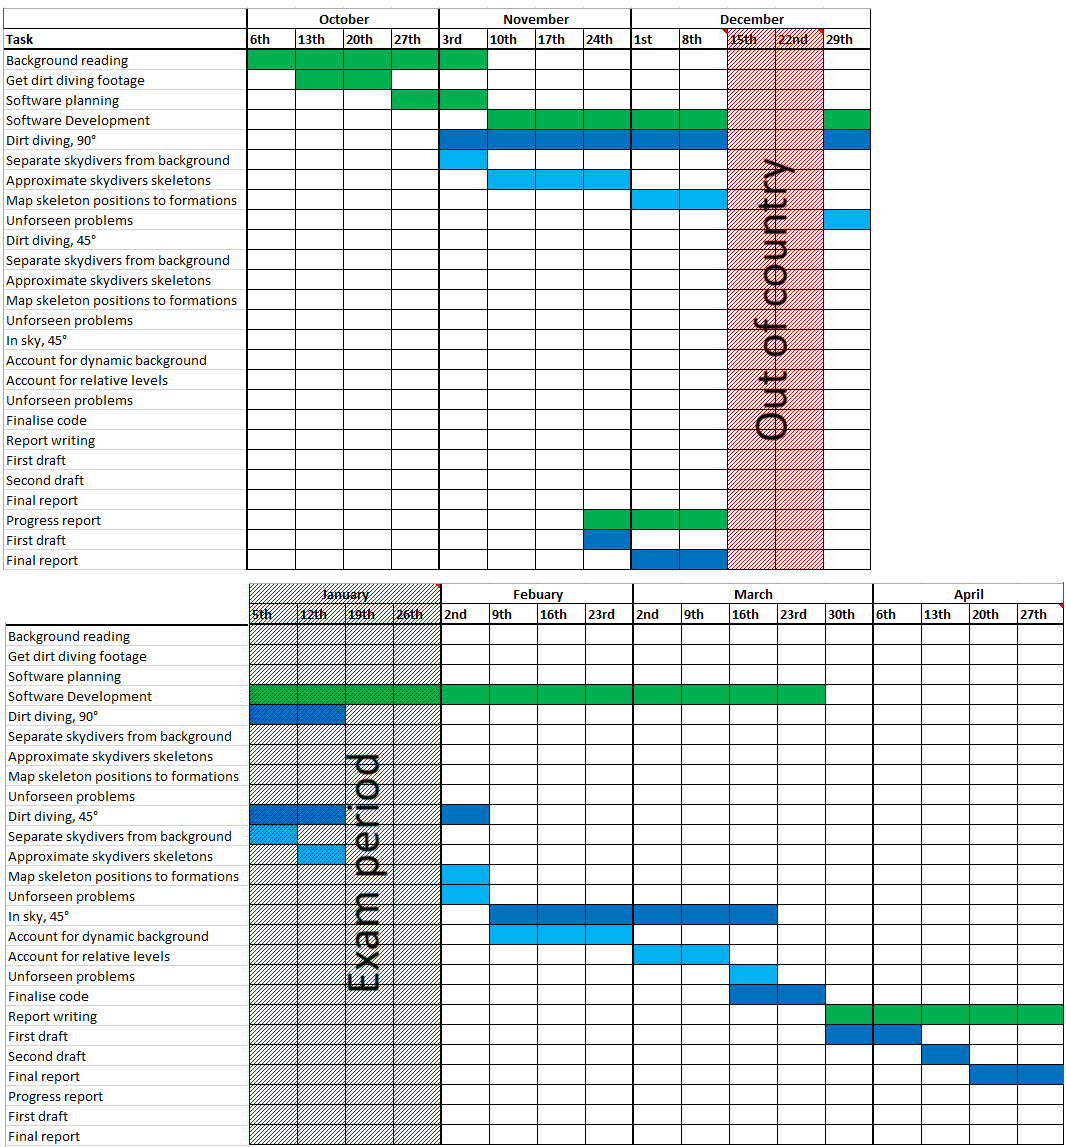 October November December
Task 6th 13th 20th 27th 3rd 10th 17th 24th 1st 8th 15th 22nd 29th
Background reading
Get dirt diving footage
Software planning
Software Development
Dirt diving, 90°
Separate skydivers from background
Approximate skydivers skeletons
Map skeleton positions to formations
Unforseen problems
Dirt diving, 45°
Separate skydivers from background
Approximate skydivers skeletons
Map skeleton positions to formations
Unforseen problems
In sky, 45°
Account for dynamic background
Account for relative levels
Unforseen problems
Finalise code
Report writing
First draft
Second draft
Final report
Progress report
First draft
Final report
Out of country
January Febuary March April
5th 12th 19th 26th 2nd 9th 16th 23rd 2nd 9th 16th 23rd 30th 6th 13th 20th 27th
Background reading
Get dirt diving footage
Software planning
Software Development
Dirt diving, 90°
Separate skydivers from background
Approximate skydivers skeletons
Map skeleton positions to formations
Unforseen problems
Dirt diving, 45°
Separate skydivers from background
Approximate skydivers skeletons
Map skeleton positions to formations
Unforseen problems
In sky, 45°
Account for dynamic background
Account for relative levels
Unforseen problems
Finalise code
Report writing
First draft
Second draft
Final report
Progress report
First draft
Final report
Exam period